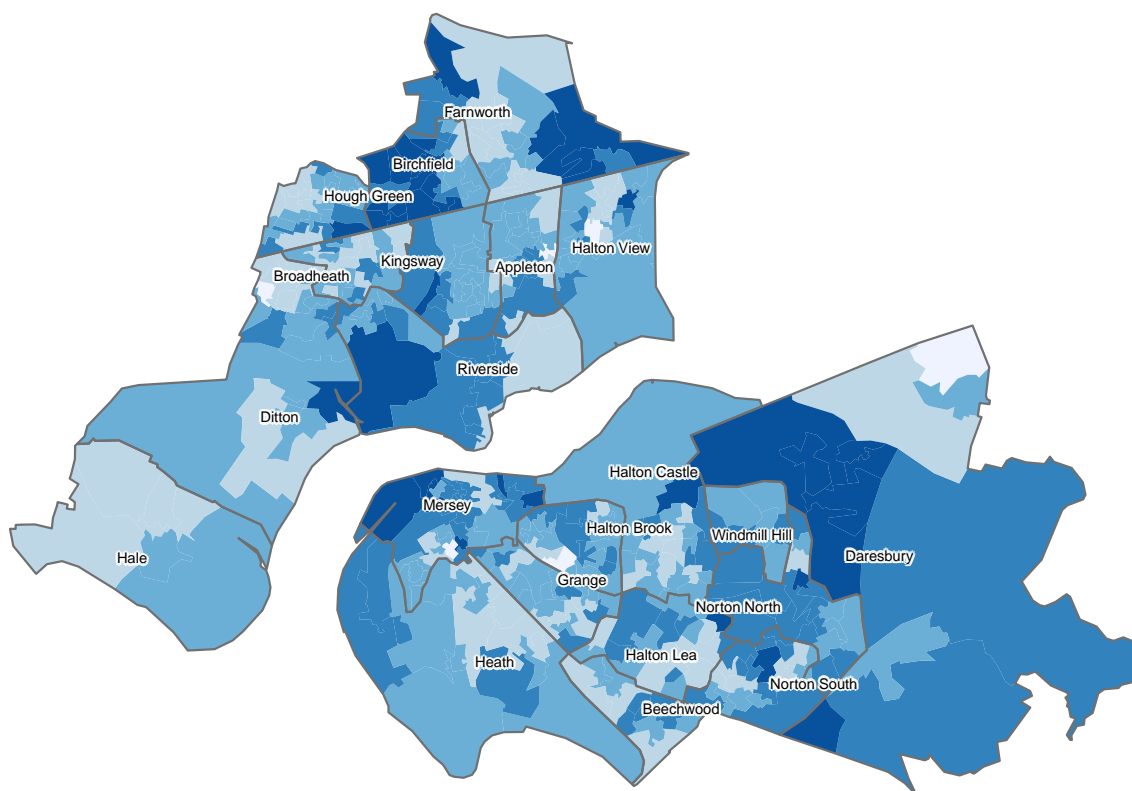 Farnworth
Birchfield
Hough Green
Halton View
Kingsway
Appleton
Broadheath
Riverside
Ditton
Halton Castle
Mersey
Halton Brook
Windmill Hill
Hale
Daresbury
Grange
Norton North
Halton Lea
Heath
Norton South
Beechwood